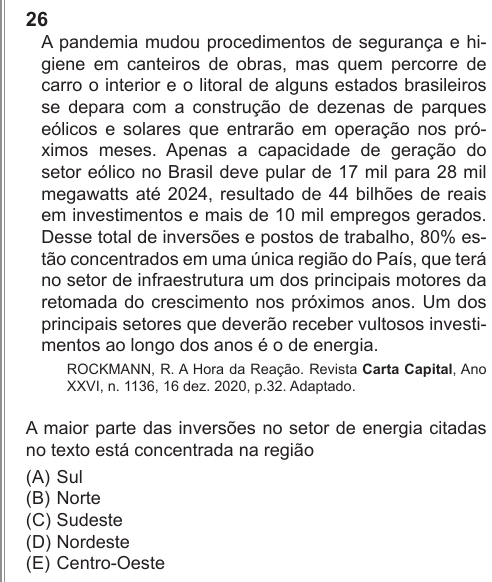 26
A pandemia mudou procedimentos de segurança e hi-
giene em canteiros de obras, mas quem percorre de
carro o interior e o litoral de alguns estados brasileiros
se depara com a construção de dezenas de parques
eólicos e solares que entrarão em operação nos pró-
ximos meses. Apenas a capacidade de geração do
setor eólico no Brasil deve pular de 17 mil para 28 mil
megawatts até 2024, resultado de 44 bilhões de reais
em investimentos e mais de 10 mil empregos gerados.
Desse total de inversões e postos de trabalho, 80% es-
tão concentrados em uma única região do País, que terá
no setor de infraestrutura um dos principais motores da
retomada do crescimento nos próximos anos. Um dos
principais setores que deverão receber vultosos investi-
mentos ao longo dos anos é o de energia.
ROCKMANN, R. A Hora da Reação. Revista Carta Capital, Ano
XXVI, n. 1136, 16 dez. 2020, p.32. Adaptado.
A maior parte das inversões no setor de energia citadas
no texto está concentrada na região
(A) Sul
(B) Norte
(C) Sudeste
(D) Nordeste
(E) Centro-Oeste